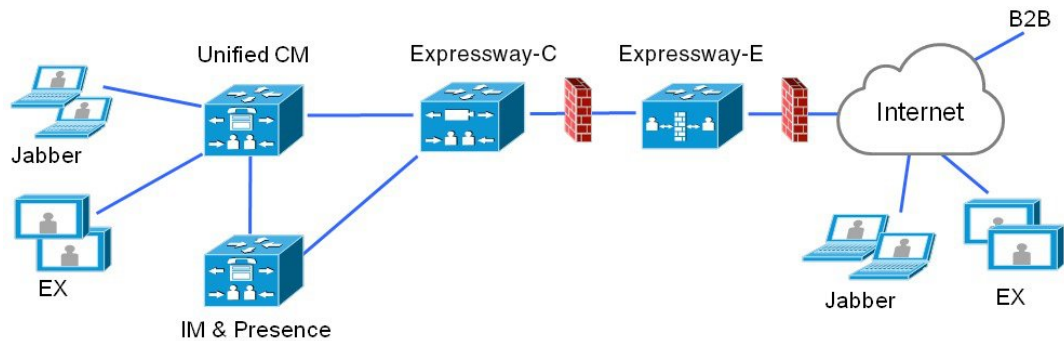 B2B
Unified CM
Expressway-C
Expressway-E
Internet
Jabber
EX
IM & Presence
Jabber
EX